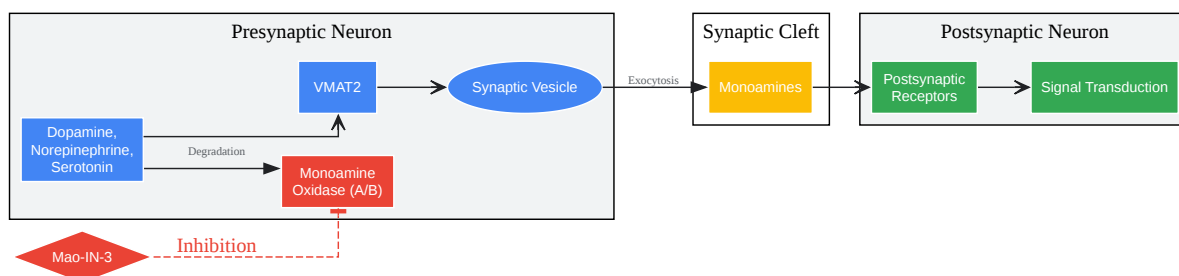 Presynaptic Neuron
Synaptic Cleft
Postsynaptic Neuron
VMAT2
Synaptic Vesicle
Exocytosis
Monoamines
Postsynaptic
Receptors
Signal Transduction
Dopamine,
Norepinephrine,
Serotonin
Degradation
Monoamine
Oxidase (A/B)
Mao-IN-3
Inhibition